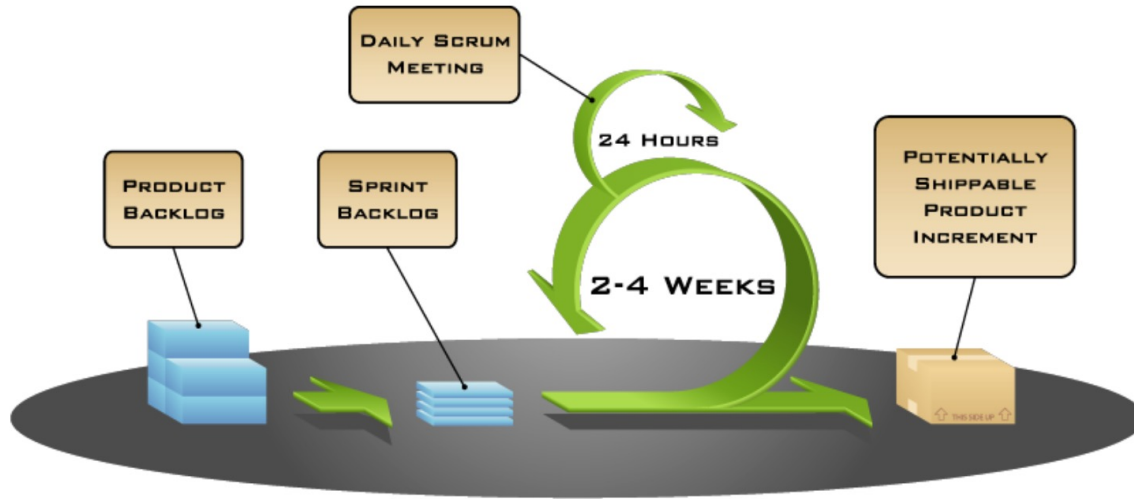 DAILY SCRUM
MEETING
24 HOURS
PRODUCT
BACKLOG
SPRINT
BACKLOG
POTENTIALLY
SHIPPABLE
PRODUCT
INCREMENT
2-4 WEEKS
THIS SIDE UP